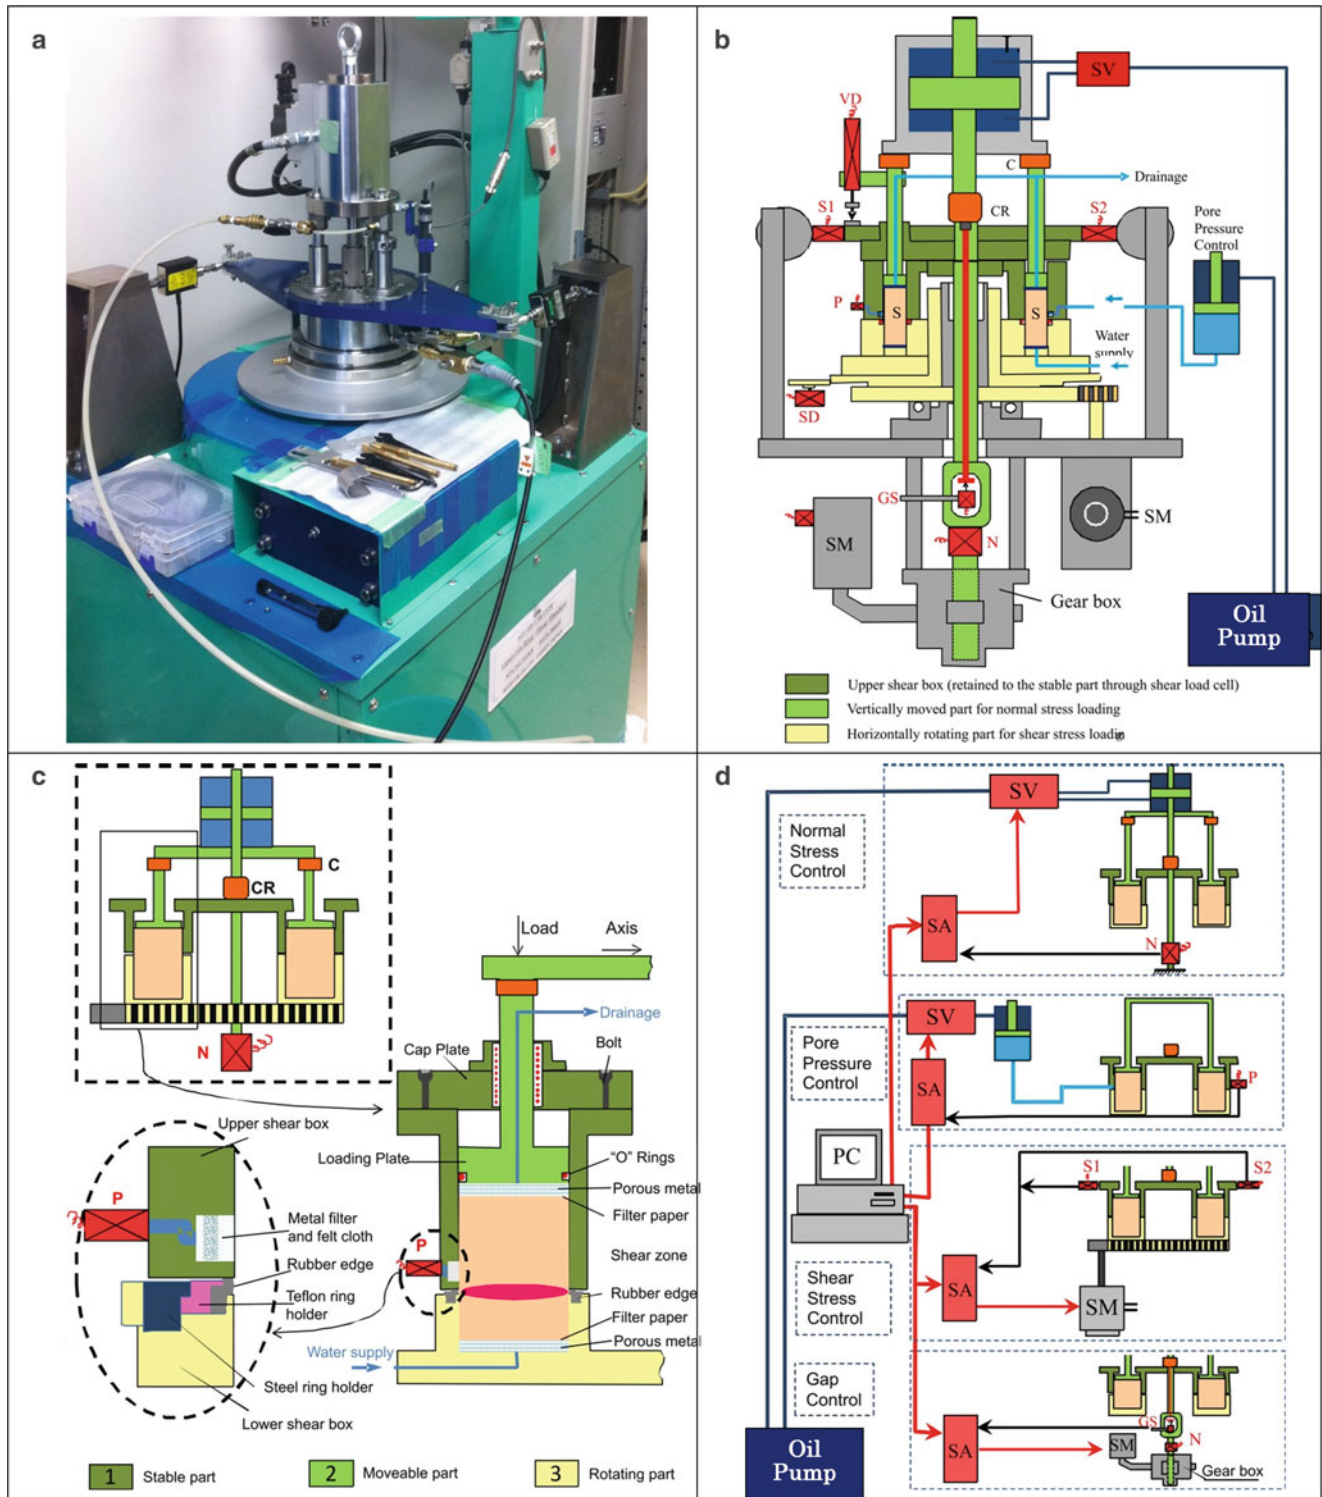 a
b
SV
VD
C
Drainage
S1
CR
S2
Pore
Pressure
Control
P
S
S
Water
supply
SD
GS
N
SM
SM
Gear box
Oil
Pump
Upper shear box (retained to the stable part through shear load cell)
Vertically moved part for normal stress loading
Horizontally rotating part for shear stress loading
c
C
CR
N
Load
Axis
Drainage
Cap Plate
Bolt
Upper shear box
Loading Plate
"O" Rings
Porous metal
Filter paper
P
Metal filter
and felt cloth
P
Shear zone
Rubber edge
Teflon ring
holder
Rubber edge
Filter paper
Porous metal
Water supply
Steel ring holder
Lower shear box
1 Stable part
2 Moveable part
3 Rotating part
d
SV
Normal
Stress
Control
SA
N
SV
Pore
Pressure
Control
SA
P
PC
S1
S2
Shear
Stress
Control
SA
SM
Gap
Control
GS
SA
SM
N
Gear box
Oil
Pump